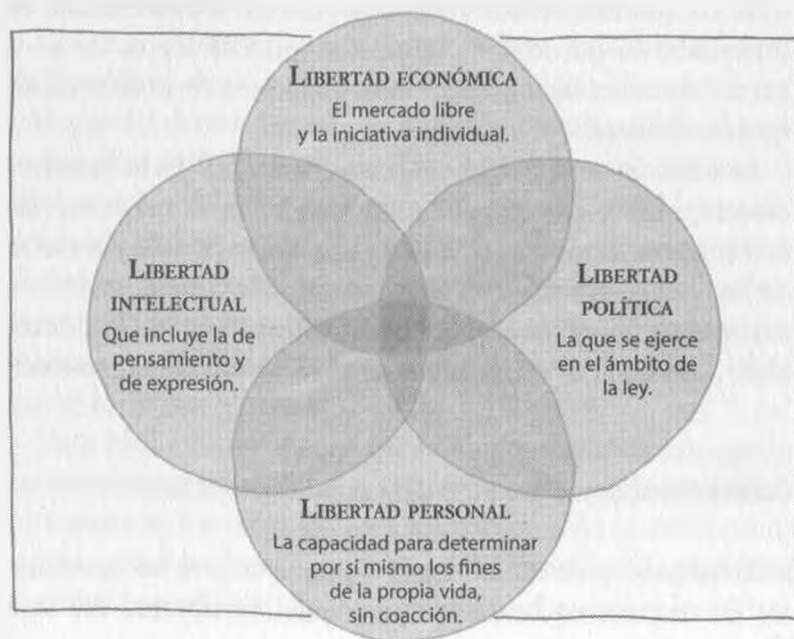 LIBERTAD ECONÓMICA
El mercado libre
y la iniciativa individual.
LIBERTAD
INTELECTUAL
Que incluye la de
pensamiento y
de expresión.
LIBERTAD
POLÍTICA
La que se ejerce
en el ámbito de
la ley.
LIBERTAD PERSONAL
La capacidad para determinar
por si mismo los fines
de la propia vida,
sin coacción.